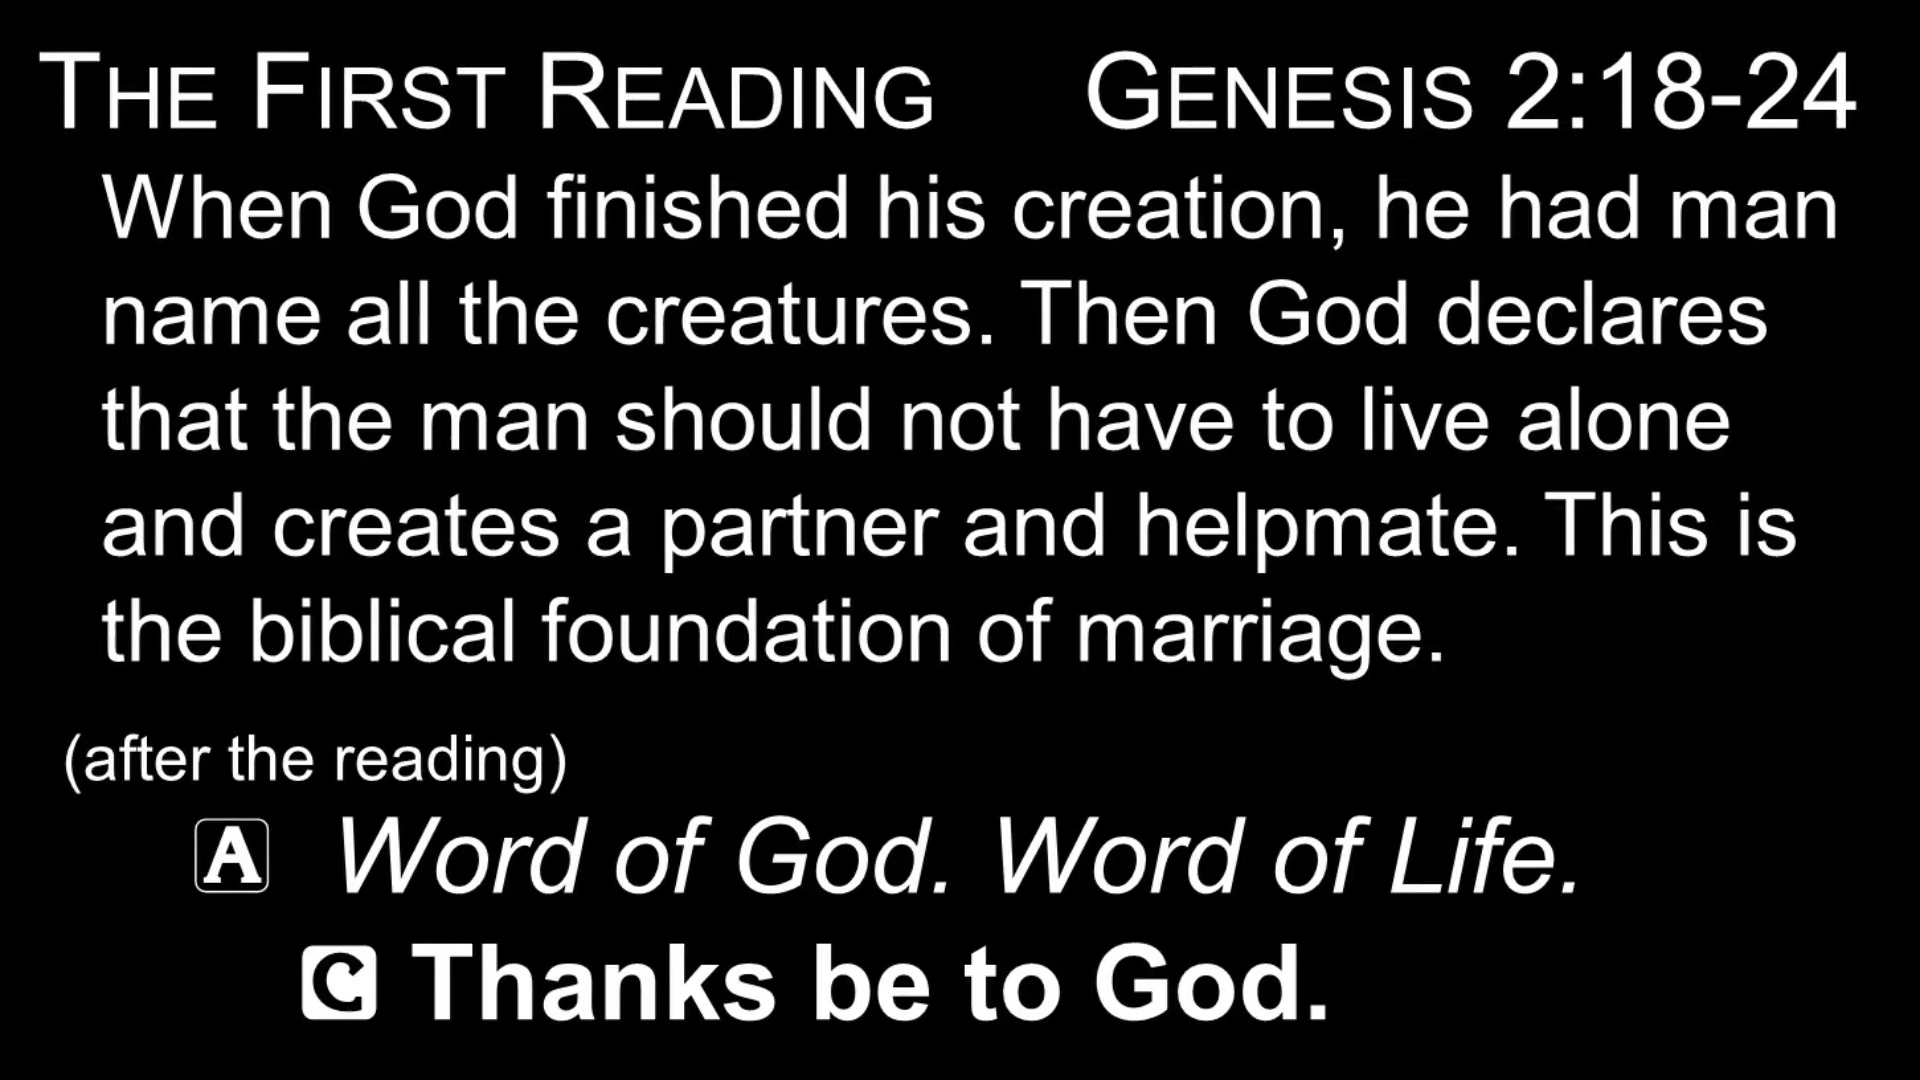 THE FIRST READING GENESIS 2:18-24
When God finished his creation, he had man
name all the creatures. Then God declares
that the man should not have to live alone
and creates a partner and helpmate. This is
the biblical foundation of marriage.
(after the reading)
A Word of God. Word of Life.
C Thanks be to God.